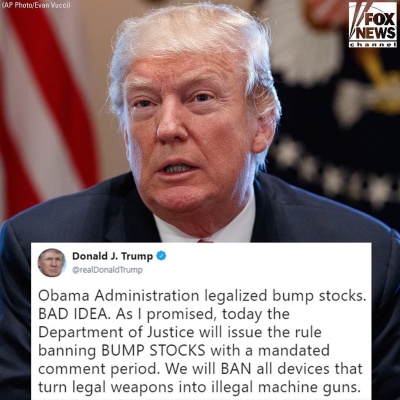 (AP Photo/Evan Vucci)
FOX
NEWS
channel
Donald J. Trump
@realDonaldTrump
Obama Administration legalized bump stocks.
BAD IDEA. As I promised, today the
Department of Justice will issue the rule
banning BUMP STOCKS with a mandated
comment period. We will BAN all devices that
turn legal weapons into illegal machine guns.